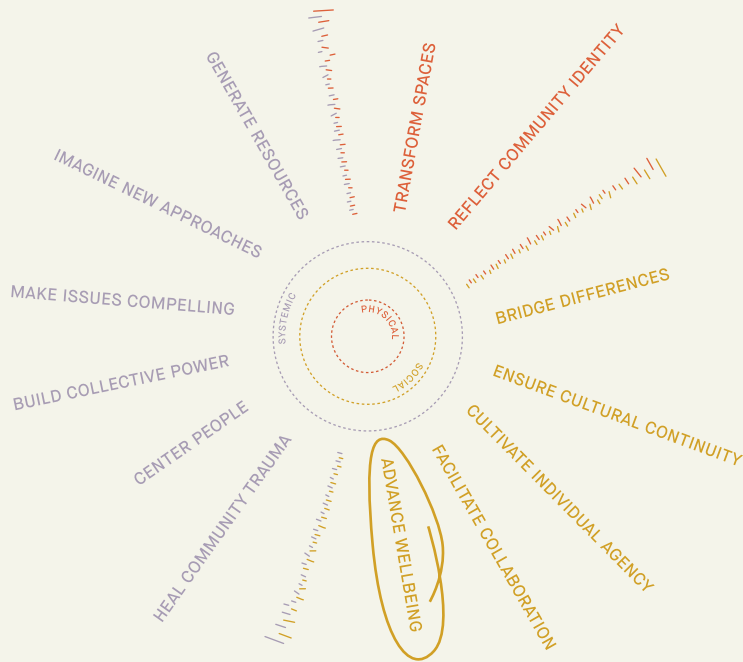 TRANSFORM SPACES
REFLECT COMMUNITY IDENTITY
BRIDGE DIFFERENCES
ENSURE CULTURAL CONTINUITY
CULTIVATE INDIVIDUAL AGENCY
FACILITATE COLLABORATION
ADVANCE WELLBEING
HEAL COMMUNITY TRAUMA
CENTER PEOPLE
BUILD COLLECTIVE POWER
MAKE ISSUES COMPELLING
IMAGINE NEW APPROACHES
GENERATE RESOURCES
SYSTEMIC
PHYSICAL
SOCIAL